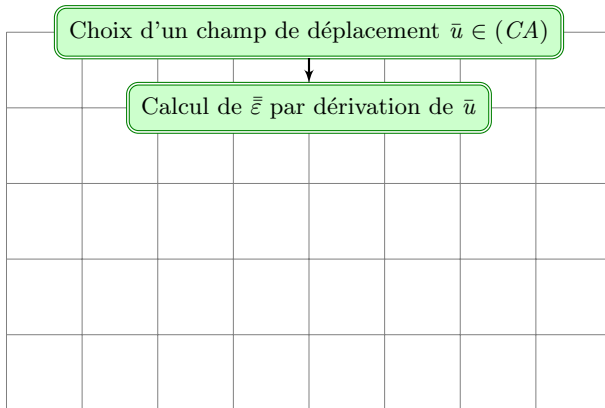 Choix d'un champ de déplacement ū ∈ (CA)
Calcul de ε̿ par dérivation de ū